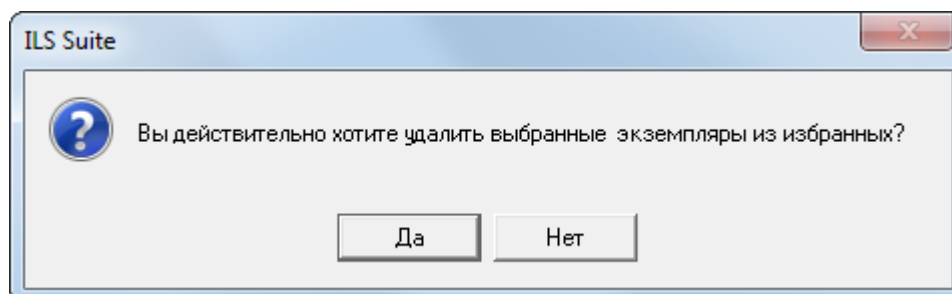 ILS Suite
Вы действительно хотите удалить выбранные экземпляры из избранных?
Да
Нет